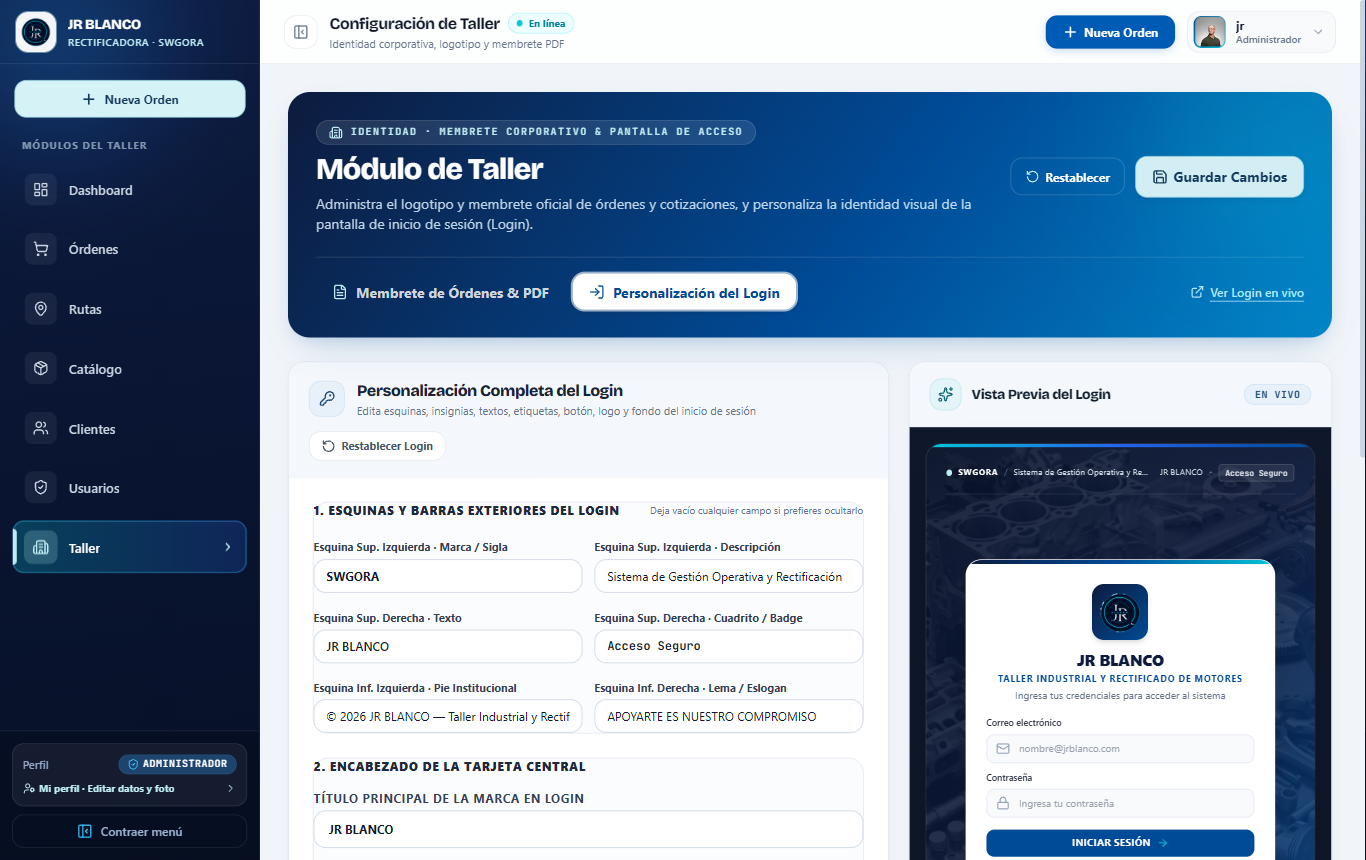 JR BLANCO
RECTIFICADORA · SWGORA
Nueva Orden
MÓDULOS DEL TALLER
Dashboard
Órdenes
Rutas
Catálogo
Clientes
Usuarios
Taller
Perfil
ADMINISTRADOR
Mi perfil · Editar datos y foto
Contraer menú
Configuración de Taller
En línea
Identidad corporativa, logotipo y membrete PDF
Nueva Orden
jr
Administrador
IDENTIDAD · MEMBRETE CORPORATIVO & PANTALLA DE ACCESO
Módulo de Taller
Administra el logotipo y membrete oficial de órdenes y cotizaciones, y personaliza la identidad visual de la
pantalla de inicio de sesión (Login).
Restablecer
Guardar Cambios
Membrete de Órdenes & PDF
Personalización del Login
Ver Login en vivo
Personalización Completa del Login
Edita esquinas, insignias, textos, etiquetas, botón, logo y fondo del inicio de sesión
Restablecer Login
1. ESQUINAS Y BARRAS EXTERIORES DEL LOGIN
Deja vacío cualquier campo si prefieres ocultarlo
Esquina Sup. Izquierda · Marca / Sigla
Esquina Sup. Izquierda · Descripción
SWGORA
Sistema de Gestión Operativa y Rectificación
Esquina Sup. Derecha · Texto
Esquina Sup. Derecha · Cuadrito / Badge
JR BLANCO
Acceso Seguro
Esquina Inf. Izquierda · Pie Institucional
Esquina Inf. Derecha · Lema / Eslogan
© 2026 JR BLANCO — Taller Industrial y Rectif
APOYARTE ES NUESTRO COMPROMISO
2. ENCABEZADO DE LA TARJETA CENTRAL
TÍTULO PRINCIPAL DE LA MARCA EN LOGIN
JR BLANCO
Vista Previa del Login
EN VIVO
SWGORA / Sistema de Gestión Operativa y Re... JR BLANCO · Acceso Seguro
JR
JR BLANCO
TALLER INDUSTRIAL Y RECTIFICADO DE MOTORES
Ingresa tus credenciales para acceder al sistema
Correo electrónico
nombre@jrblanco.com
Contraseña
Ingresa tu contraseña
INICIAR SESIÓN